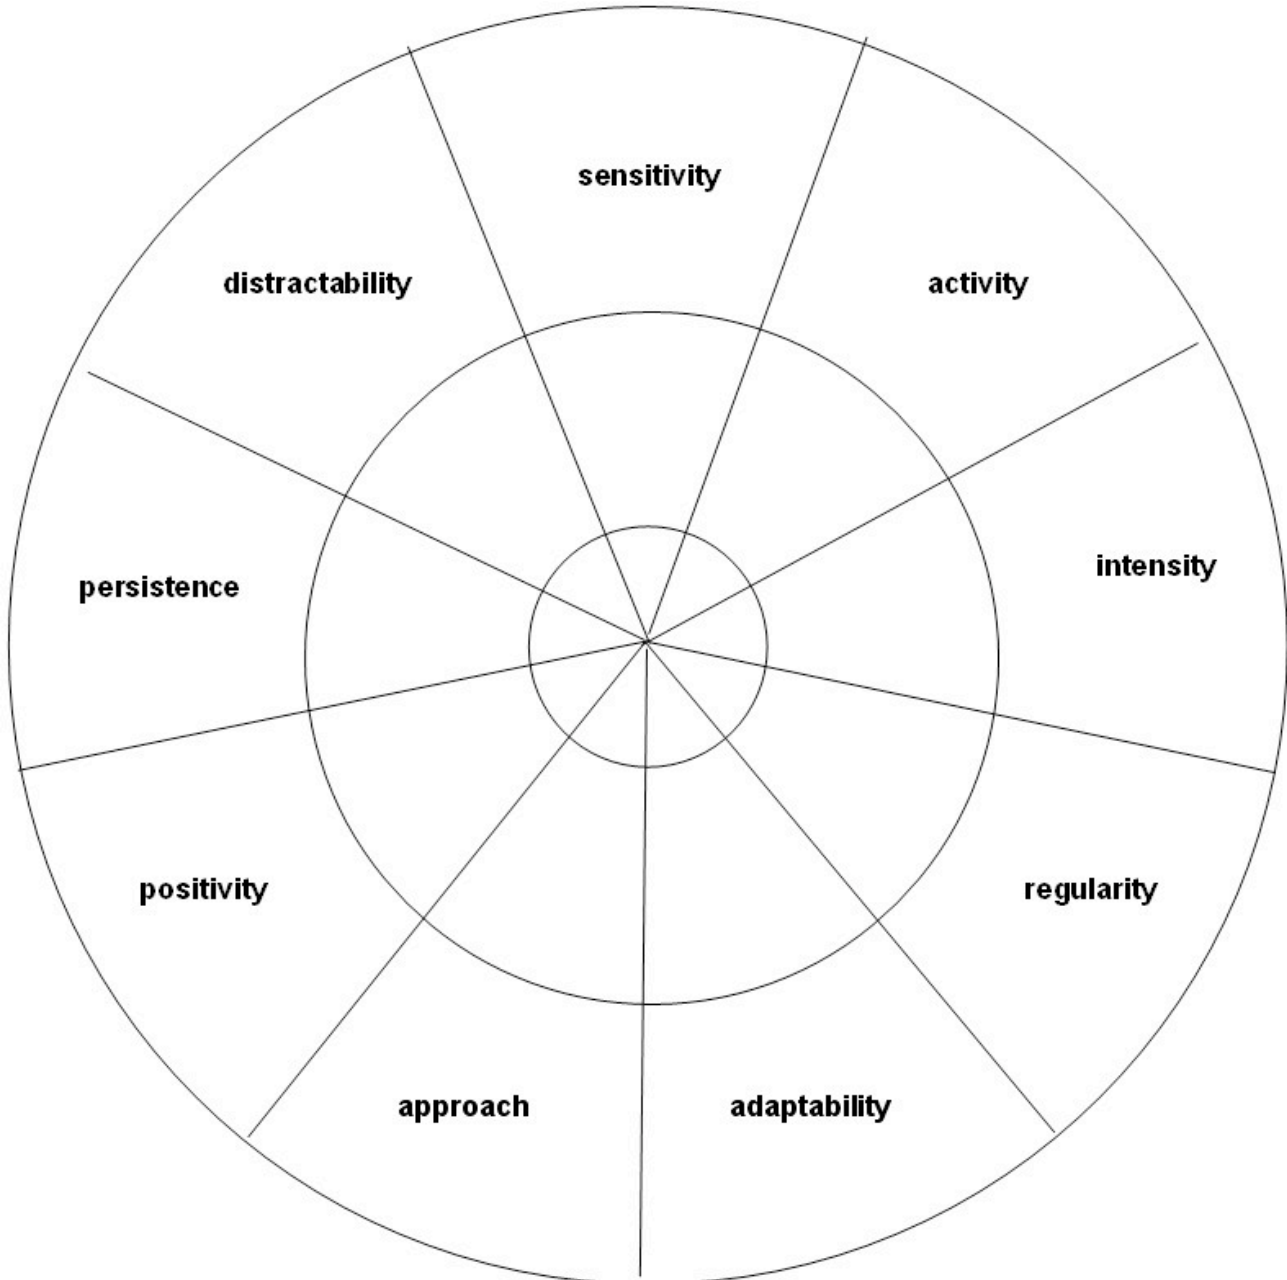 sensitivity
activity
intensity
regularity
adaptability
approach
positivity
persistence
distractability